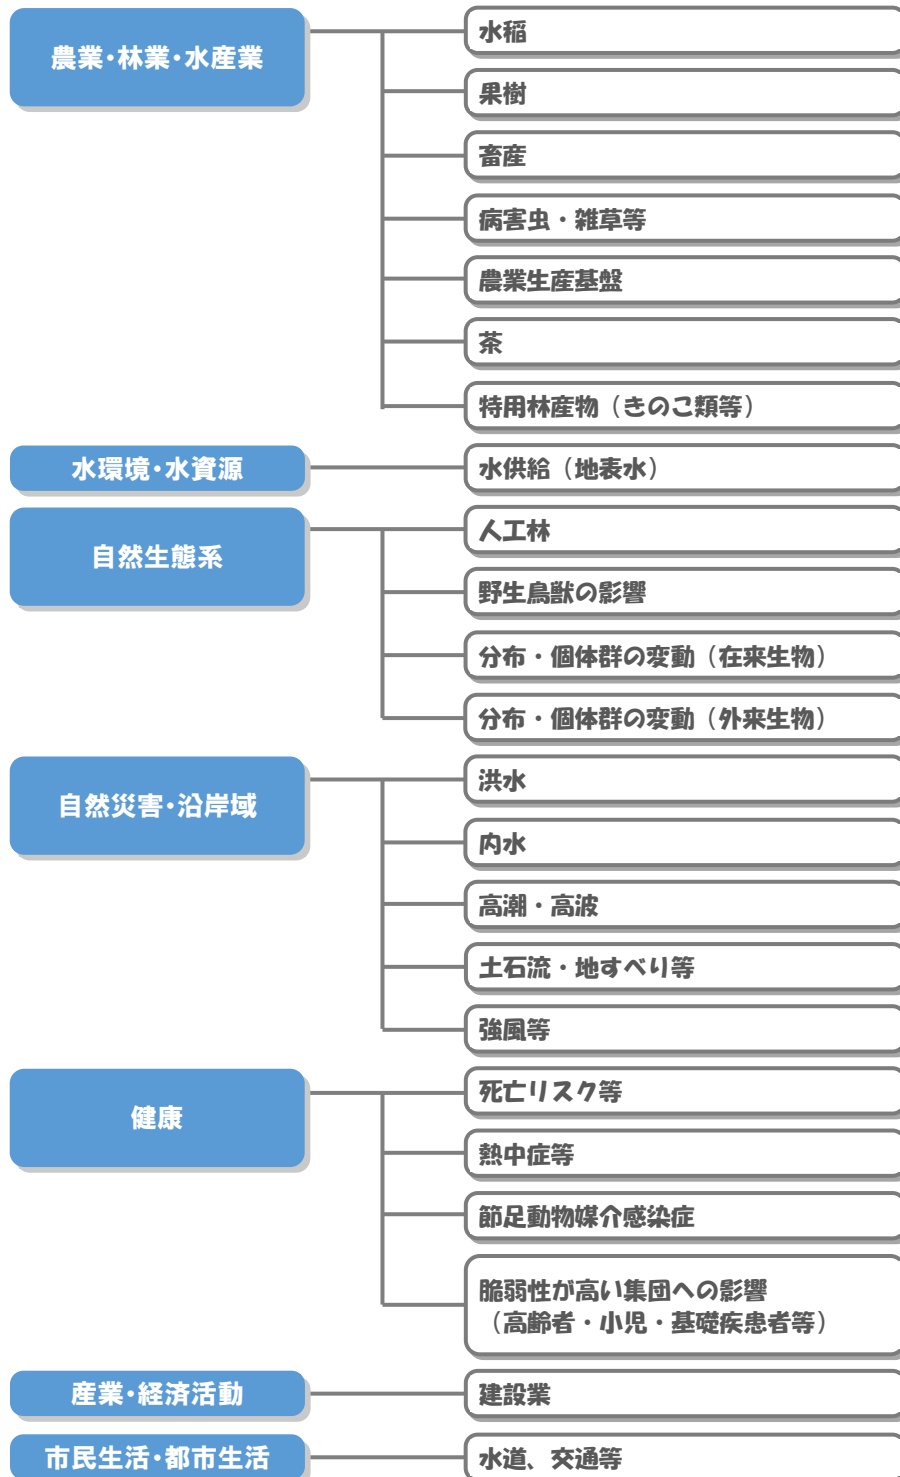 農業・林業・水産業
水稲
果樹
畜産
病害虫・雑草等
農業生産基盤
茶
特用林産物（きのこ類等）
水環境・水資源
水供給（地表水）
自然生態系
人工林
野生鳥獣の影響
分布・個体群の変動（在来生物）
分布・個体群の変動（外来生物）
自然災害・沿岸域
洪水
内水
高潮・高波
土石流・地すべり等
強風等
健康
死亡リスク等
熱中症等
節足動物媒介感染症
脆弱性が高い集団への影響
（高齢者・小児・基礎疾患者等）
産業・経済活動
建設業
市民生活・都市生活
水道、交通等